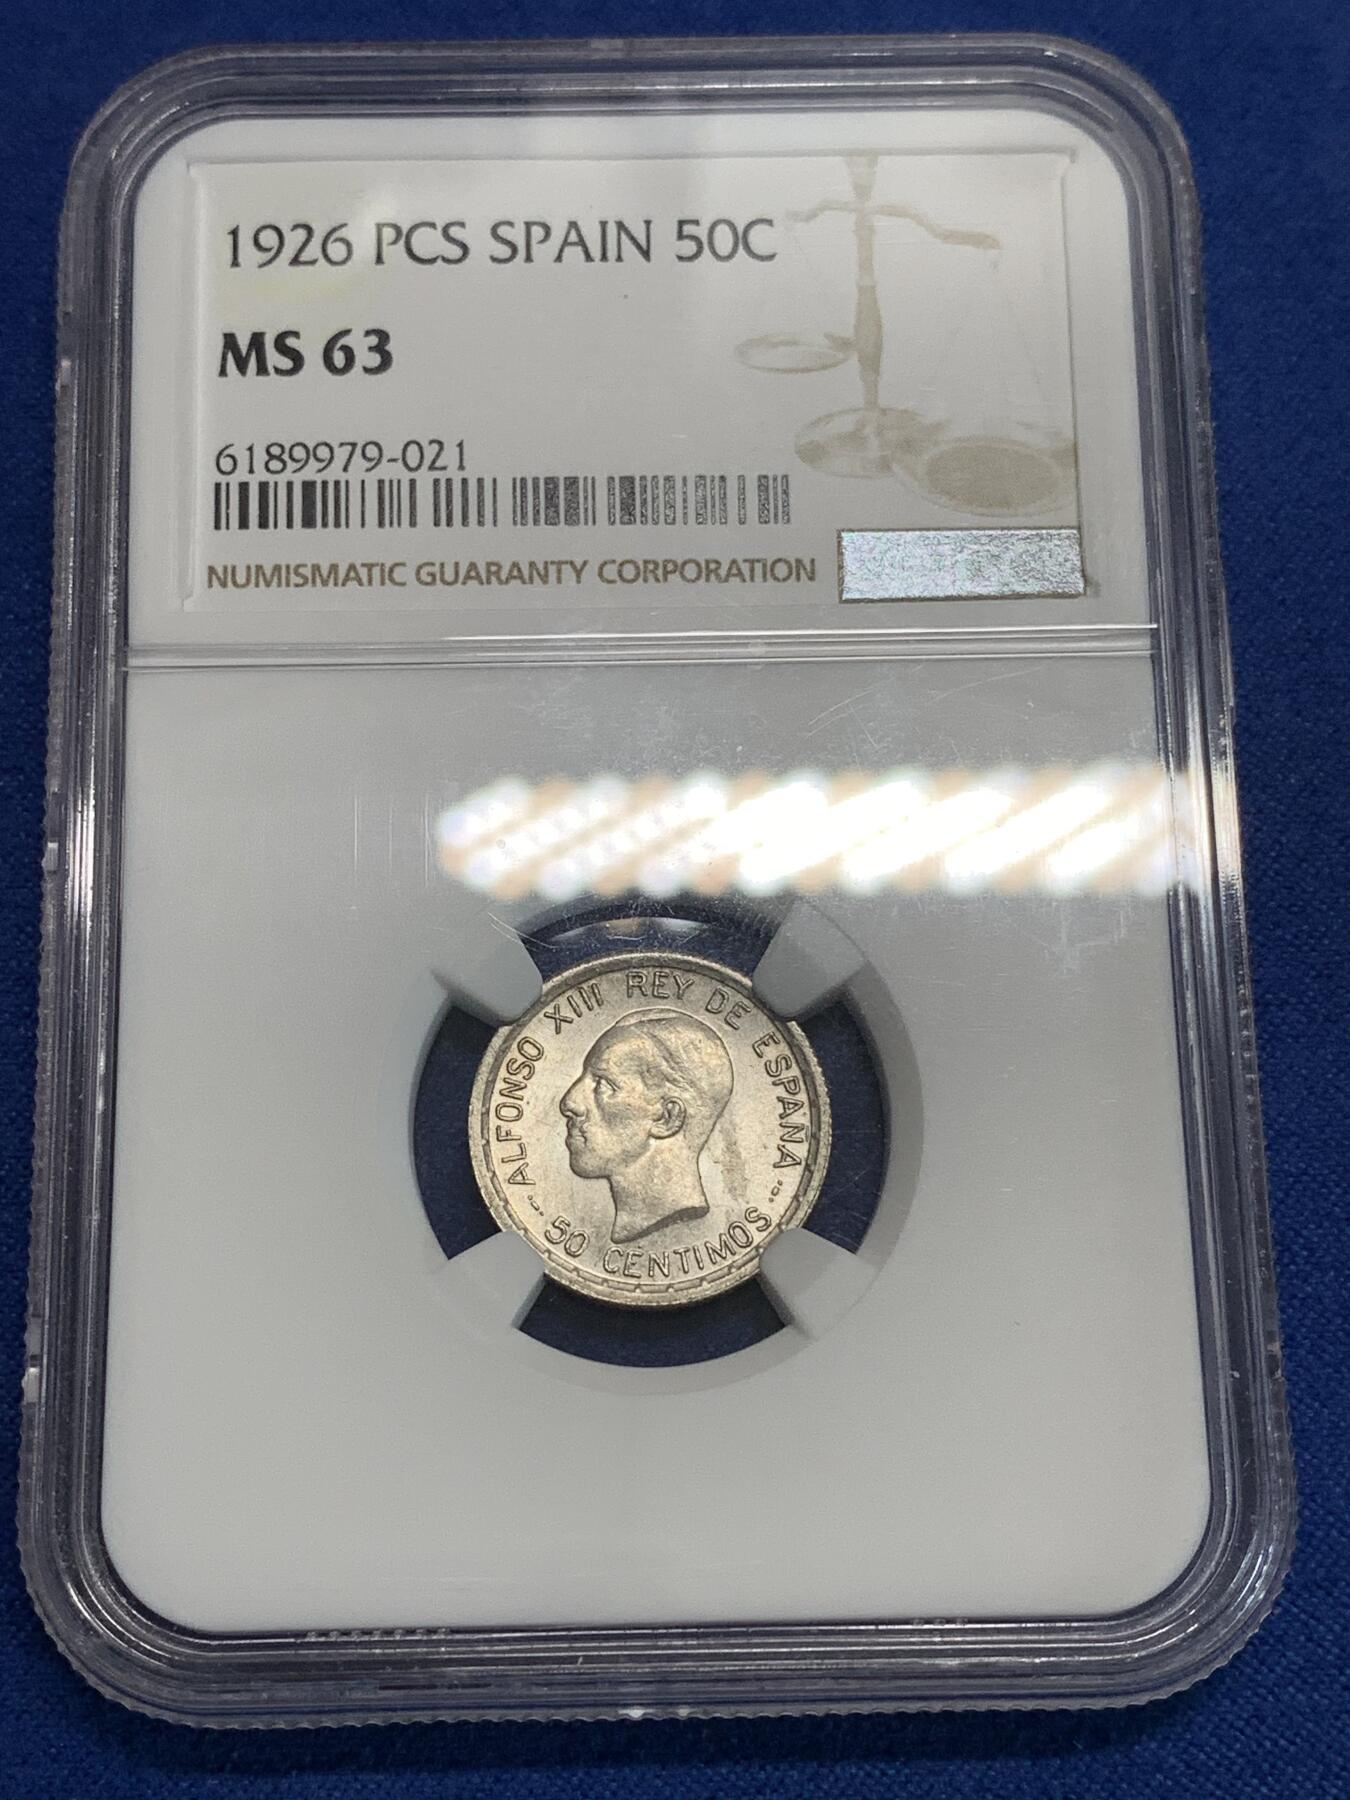 1926 PCS SPAIN 50C
MS 63
6189979-021
NUMISMATIC GUARANTY CORPORATION
ALFONSO XIII REY DE ESPAÑA
50 CENTIMOS